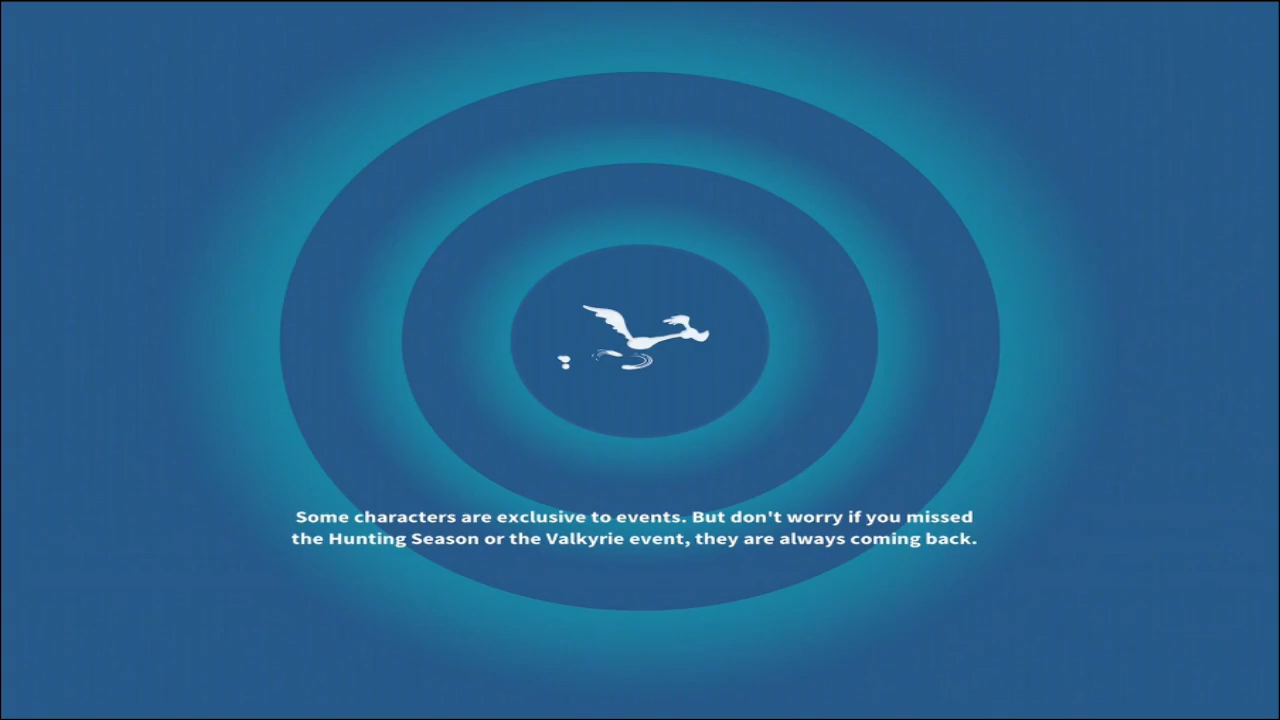 Some characters are exclusive to events. But don't worry if you missed
the Hunting Season or the Valkyrie event, they are always coming back.